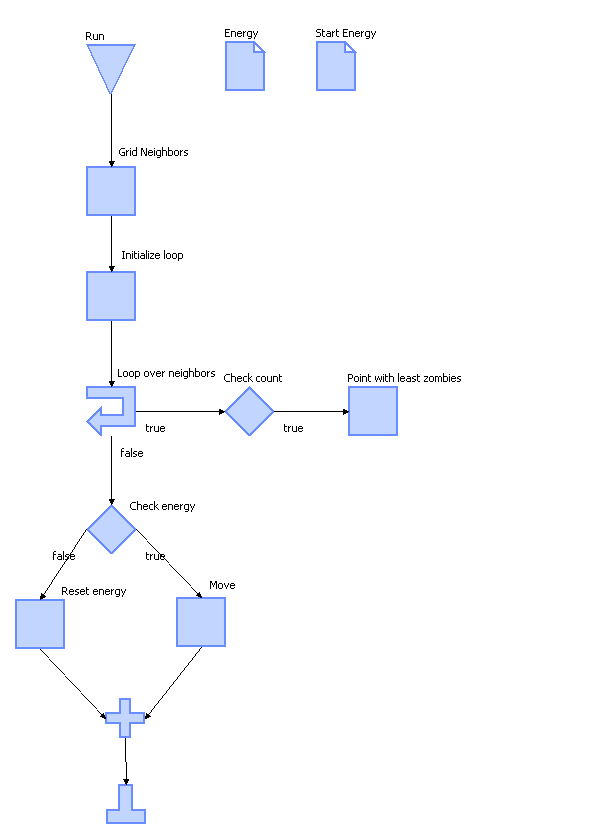 Run
Energy
Start Energy
Grid Neighbors
Initialize loop
Loop over neighbors
Check count
Point with least zombies
true
true
false
Check energy
false
true
Reset energy
Move